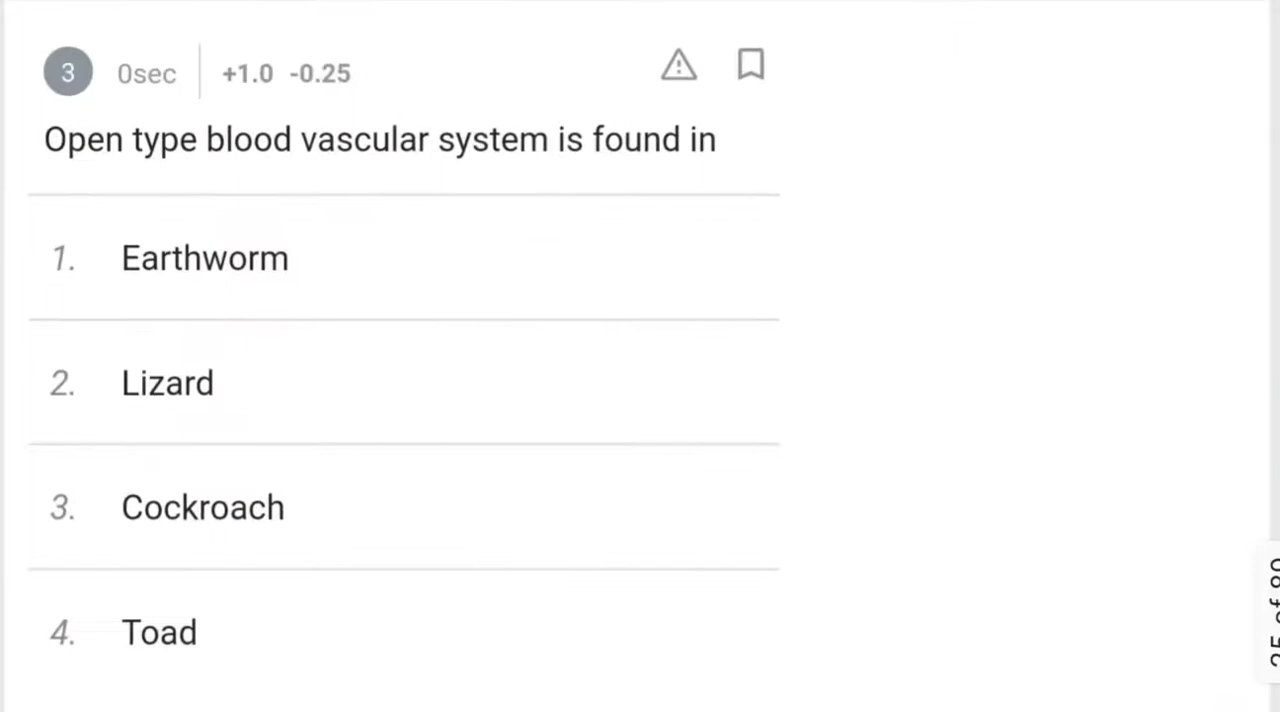 3 0sec +1.0 -0.25
Open type blood vascular system is found in
1. Earthworm
2. Lizard
3. Cockroach
4. Toad